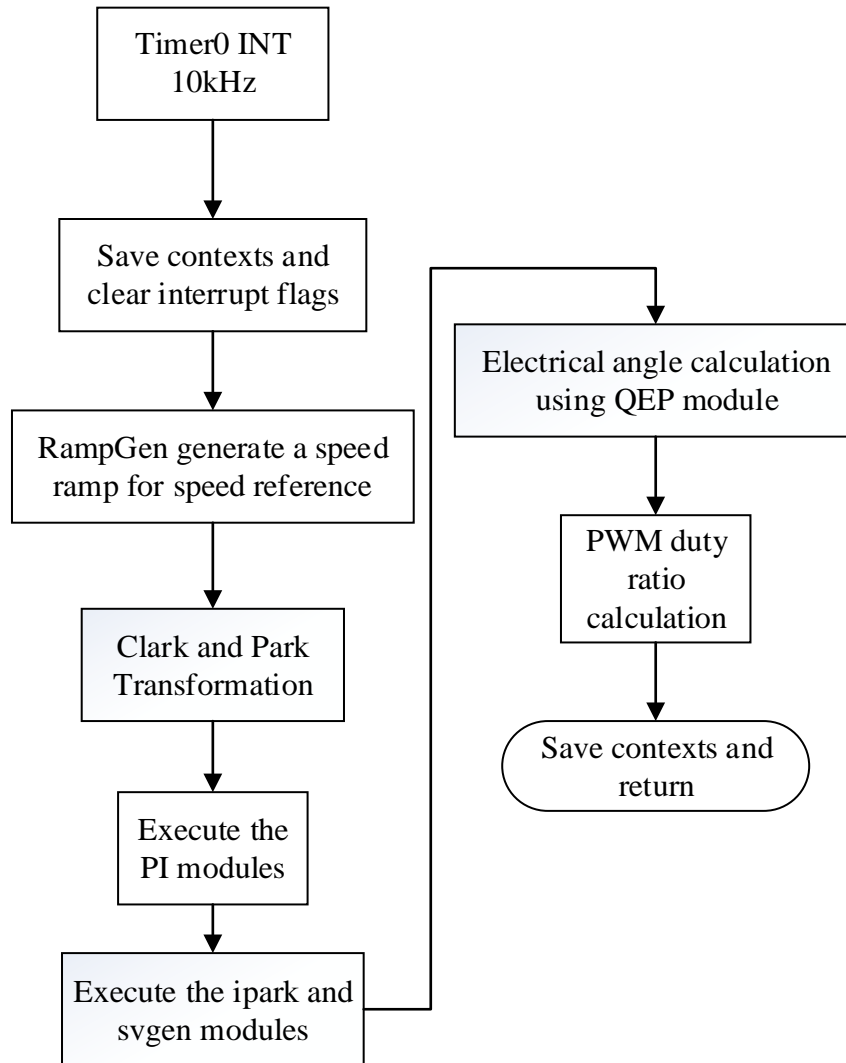 Timer0 INT
10kHz
Save contexts and
clear interrupt flags
RampGen generate a speed
ramp for speed reference
Clark and Park
Transformation
Execute the
PI modules
Execute the ipark and
svgen modules
Electrical angle calculation
using QEP module
PWM duty
ratio
calculation
Save contexts and
return